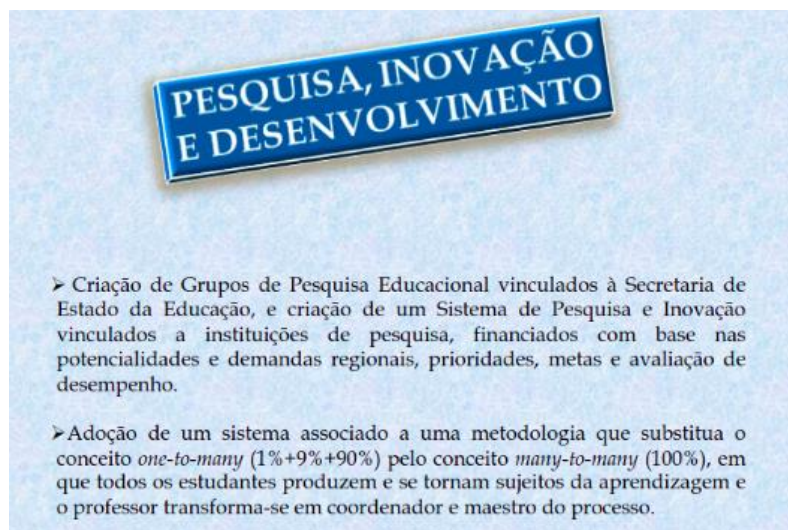 PESQUISA, INOVAÇÃO
E DESENVOLVIMENTO
➢ Criação de Grupos de Pesquisa Educacional vinculados à Secretaria de
Estado da Educação, e criação de um Sistema de Pesquisa e Inovação
vinculados a instituições de pesquisa, financiados com base nas
potencialidades e demandas regionais, prioridades, metas e avaliação de
desempenho.
➢Adoção de um sistema associado a uma metodologia que substitua o
conceito one-to-many (1%+9%+90%) pelo conceito many-to-many (100%), em
que todos os estudantes produzem e se tornam sujeitos da aprendizagem e
o professor transforma-se em coordenador e maestro do processo.